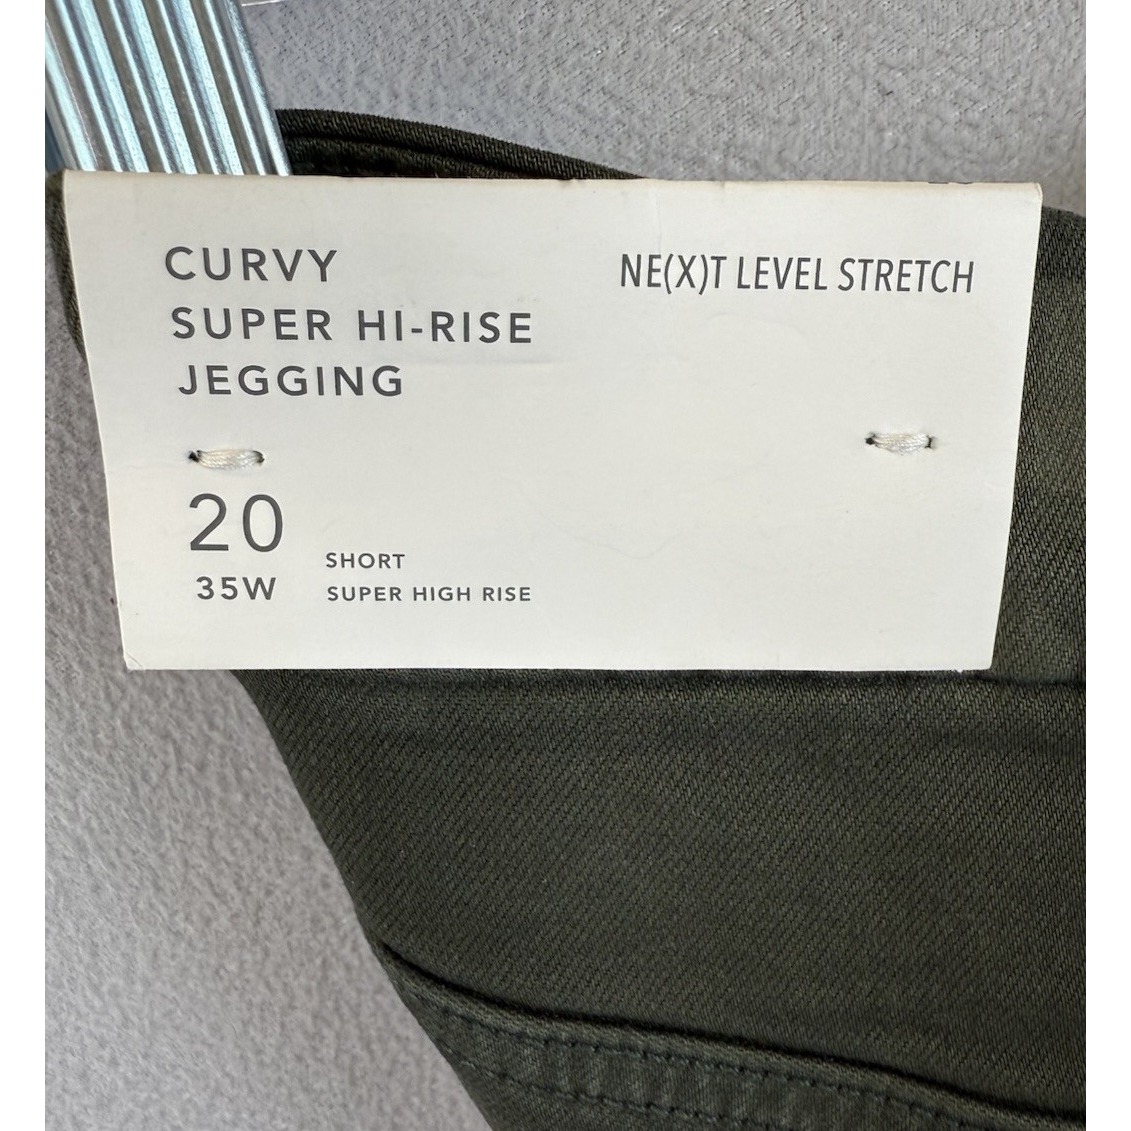 CURVY
SUPER HI-RISE
JEGGING
NE(X)T LEVEL STRETCH
20
35W
SHORT
SUPER HIGH RISE